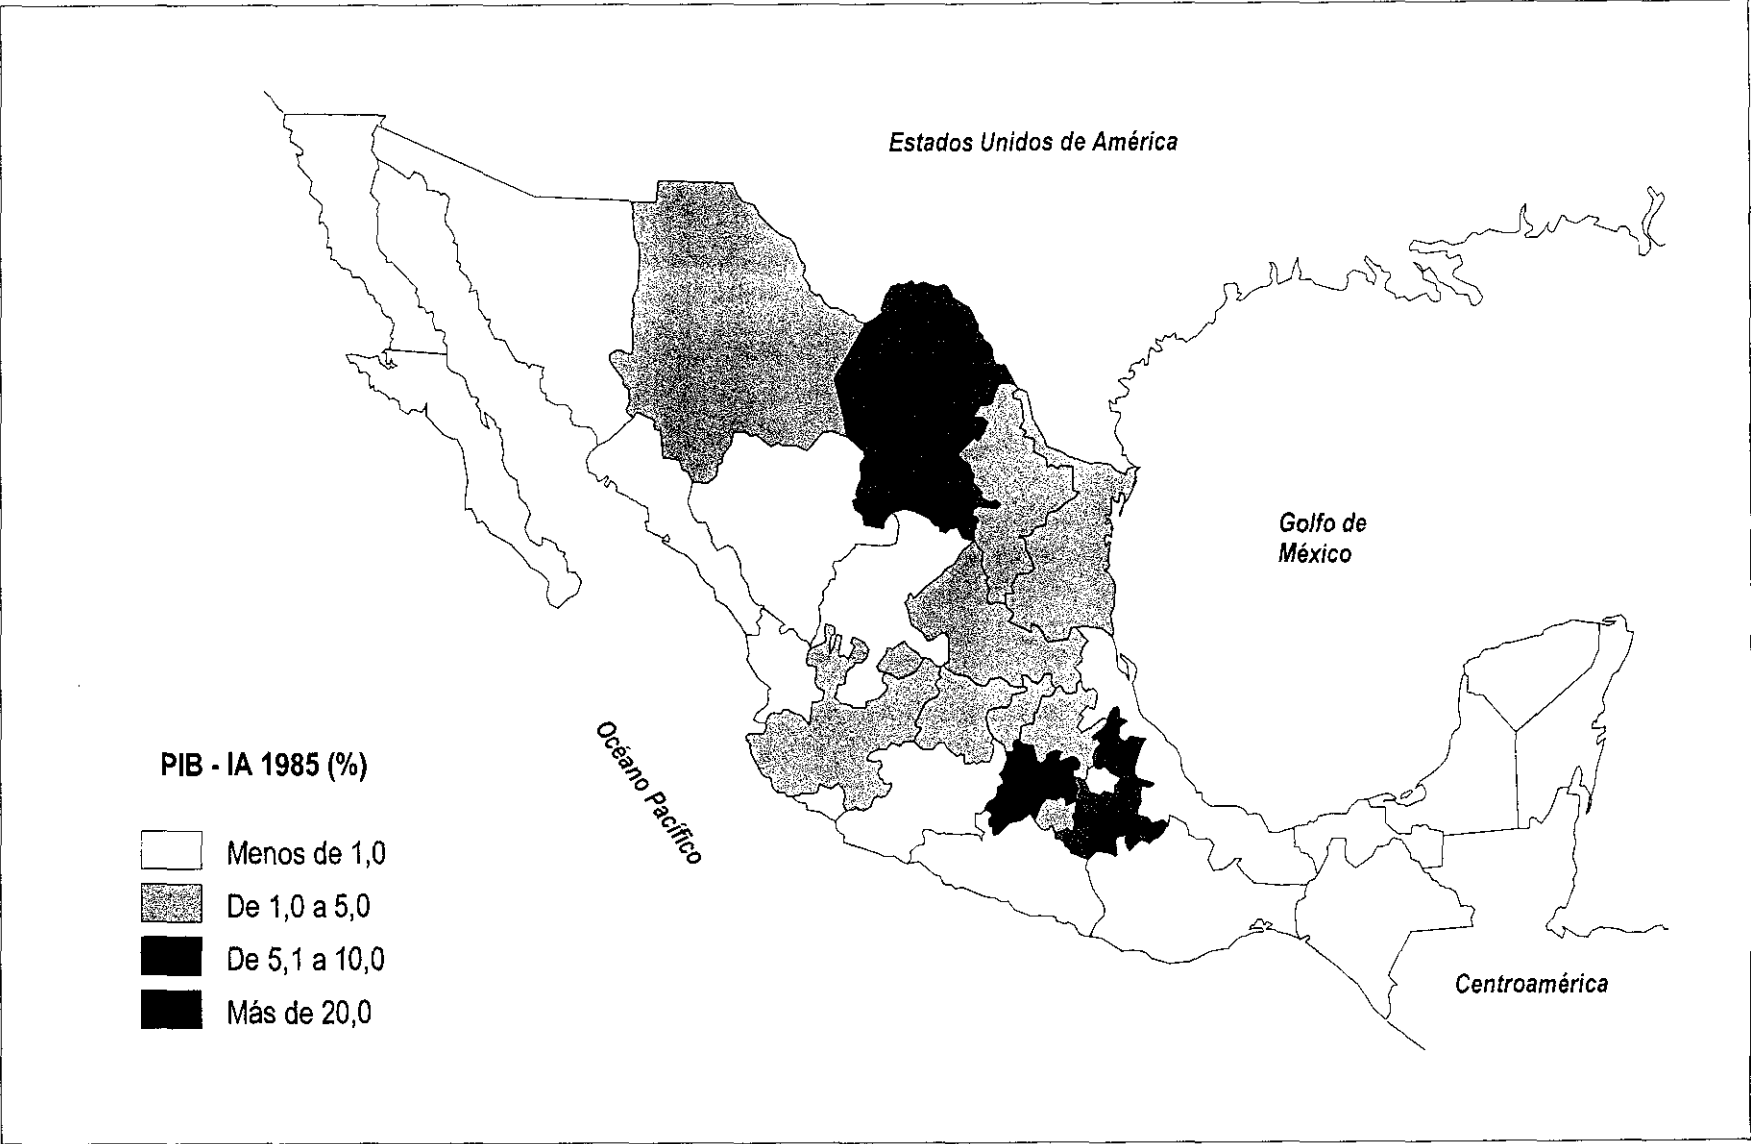 Estados Unidos de América
Golfo de
México
Océano Pacífico
PIB - IA 1985 (%)
Menos de 1,0
De 1,0 a 5,0
De 5,1 a 10,0
Más de 20,0
Centroamérica